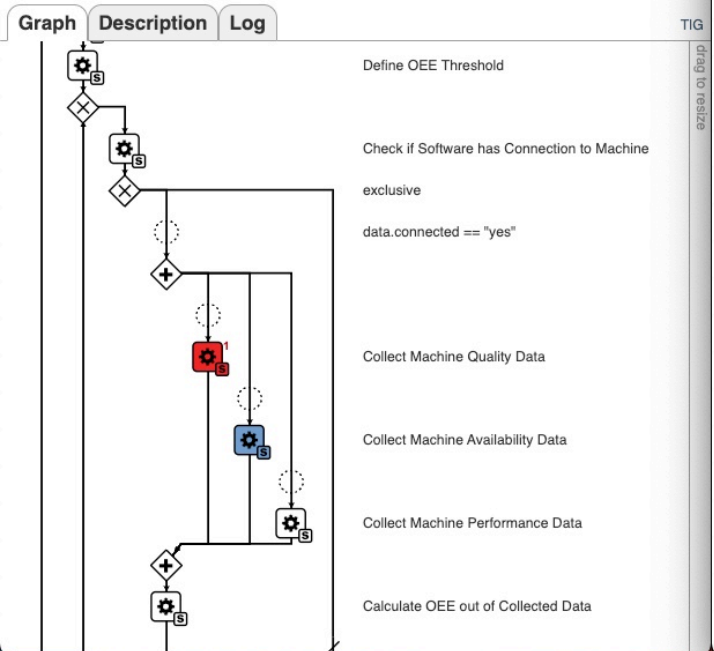 Graph Description Log TIG
drag to resize
S Define OEE Threshold
S Check if Software has Connection to Machine
exclusive
data.connected == "yes"
1
S Collect Machine Quality Data
S Collect Machine Availability Data
S Collect Machine Performance Data
S Calculate OEE out of Collected Data